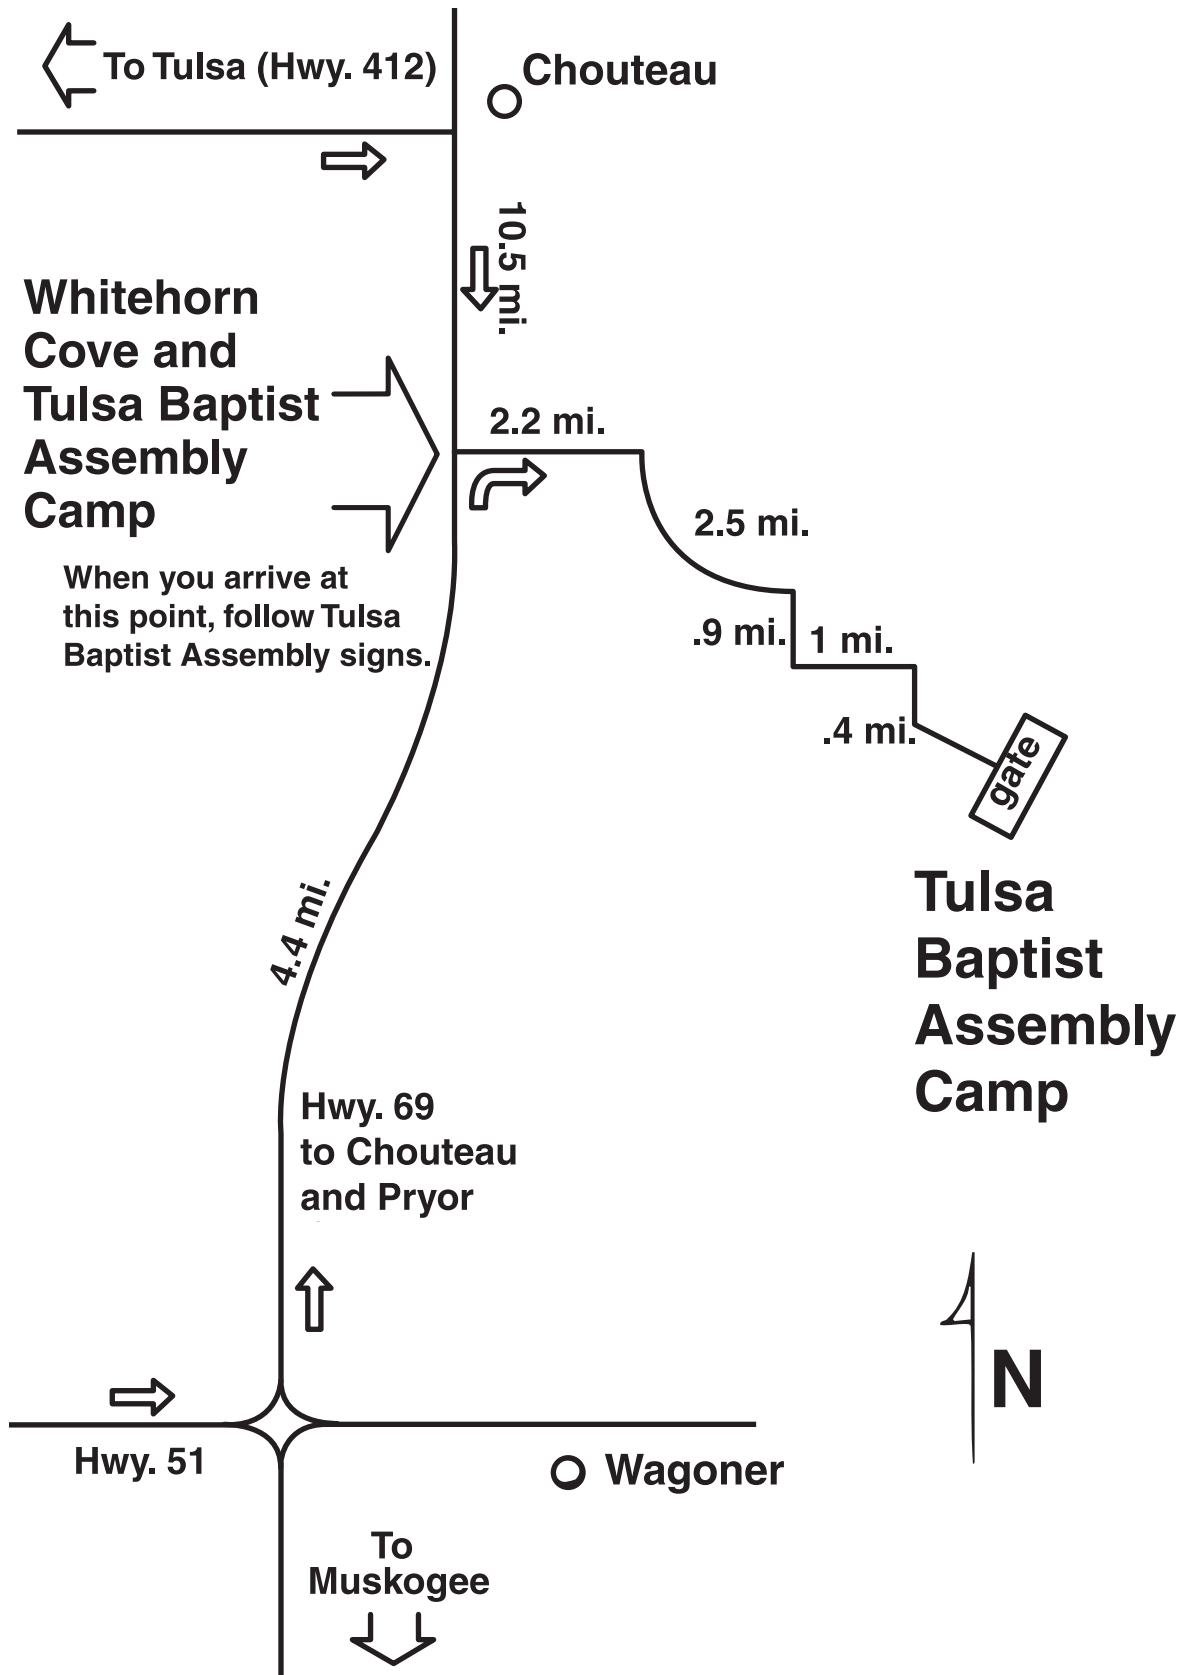 To Tulsa (Hwy. 412)
Chouteau
10.5 mi.
Whitehorn
Cove and
Tulsa Baptist
Assembly
Camp
When you arrive at
this point, follow Tulsa
Baptist Assembly signs.
2.2 mi.
2.5 mi.
.9 mi.
1 mi.
.4 mi.
gate
Tulsa
Baptist
Assembly
Camp
4.4 mi.
Hwy. 69
to Chouteau
and Pryor
N
Hwy. 51
Wagoner
To
Muskogee